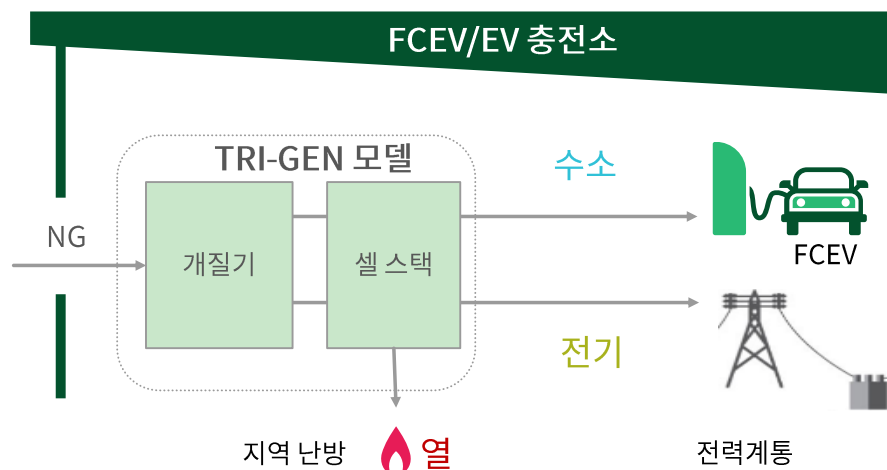 FCEV/EV 충전소
TRI-GEN 모델
수소
NG
개질기
셀 스택
FCEV
전기
지역 난방
열
전력계통